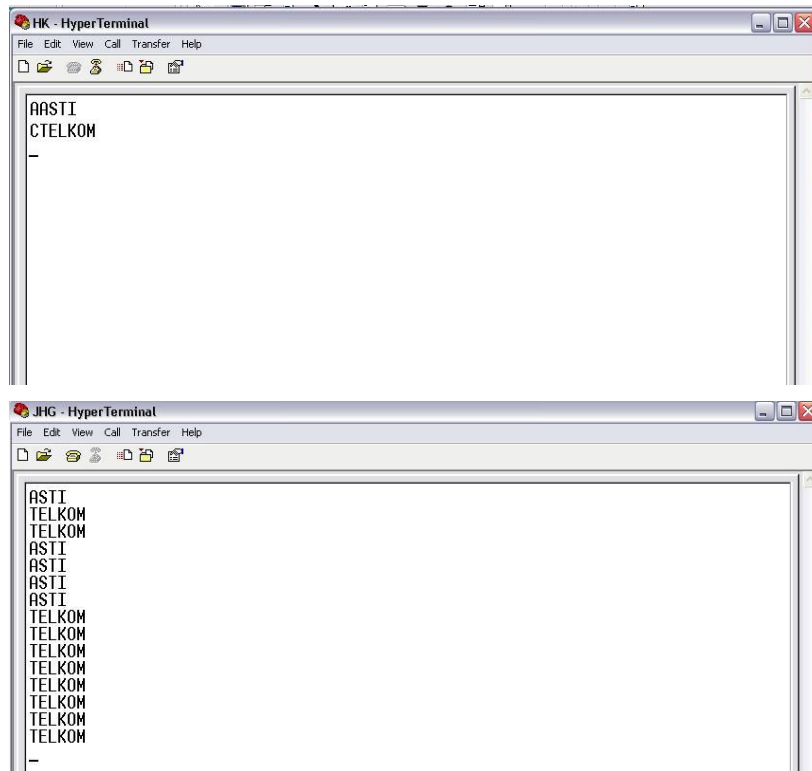 HK - HyperTerminal
File Edit View Call Transfer Help
AASTI
CTELKOM
_
JHG - HyperTerminal
File Edit View Call Transfer Help
ASTI
TELKOM
TELKOM
ASTI
ASTI
ASTI
ASTI
TELKOM
TELKOM
TELKOM
TELKOM
TELKOM
TELKOM
TELKOM
TELKOM
_